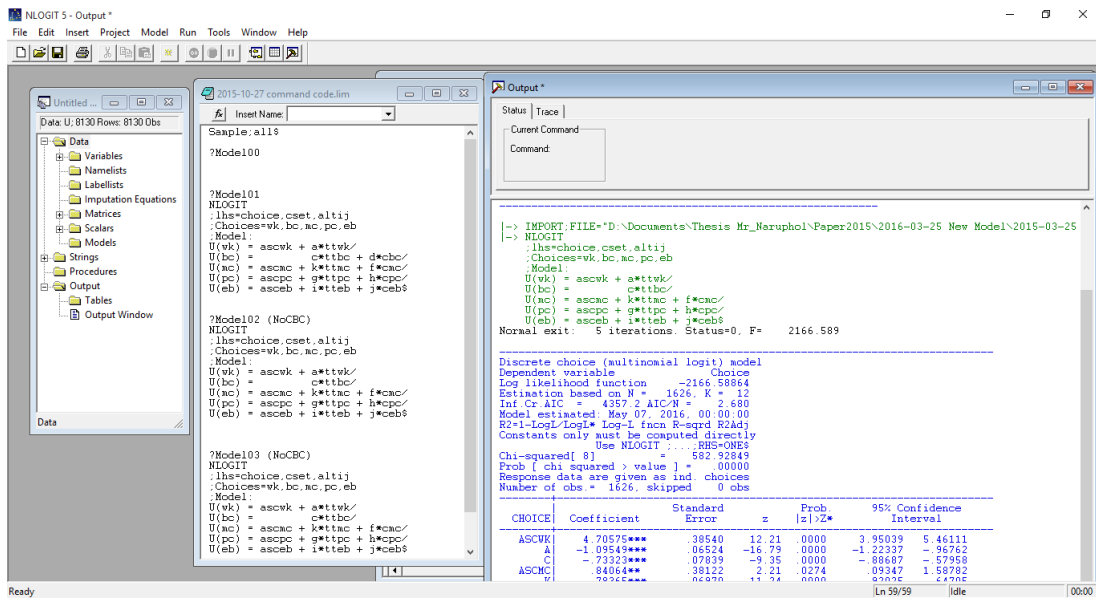 NLOGIT 5 - Output *
File Edit Insert Project Model Run Tools Window Help
Untitled ...
Data: U; 8130 Rows: 8130 Obs
Data
Variables
Namelists
Labellists
Imputation Equations
Matrices
Scalars
Models
Strings
Procedures
Output
Tables
Output Window
Data
2015-10-27 command code.lim
fx Insert Name:
Sample;all$
?Model00
?Model01
NLOGIT
;lhs=choice,cset,altij
;Choices=wk,bc,mc,pc,eb
;Model:
U(wk) = ascwk + a*ttwk/
U(bc) = c*ttbc + d*cbc/
U(mc) = ascmc + k*ttmc + f*cmc/
U(pc) = ascpc + g*ttpc + h*cpc/
U(eb) = asceb + i*tteb + j*ceb$
?Model02 (NoCBC)
NLOGIT
;lhs=choice,cset,altij
;Choices=wk,bc,mc,pc,eb
;Model:
U(wk) = ascwk + a*ttwk/
U(bc) = c*ttbc/
U(mc) = ascmc + k*ttmc + f*cmc/
U(pc) = ascpc + g*ttpc + h*cpc/
U(eb) = asceb + i*tteb + j*ceb$
?Model03 (NoCBC)
NLOGIT
;lhs=choice,cset,altij
;Choices=wk,bc,mc,pc,eb
;Model:
U(wk) = ascwk + a*ttwk/
U(bc) = c*ttbc/
U(mc) = ascmc + k*ttmc + f*cmc/
U(pc) = ascpc + g*ttpc + h*cpc/
U(eb) = asceb + i*tteb + j*ceb$
Output *
Status Trace
Current Command
Command:
|-> IMPORT;FILE="D:\Documents\Thesis Mr_Naruphol\Paper2015\2016-03-25 New Model\2015-03-25
|-> NLOGIT
;lhs=choice,cset,altij
;Choices=wk,bc,mc,pc,eb
;Model:
U(wk) = ascwk + a*ttwk/
U(bc) = c*ttbc/
U(mc) = ascmc + k*ttmc + f*cmc/
U(pc) = ascpc + g*ttpc + h*cpc/
U(eb) = asceb + i*tteb + j*ceb$
Normal exit: 5 iterations. Status=0, F= 2166.589
Discrete choice (multinomial logit) model
Dependent variable Choice
Log likelihood function -2166.58864
Estimation based on N = 1626, K = 12
Inf.Cr.AIC = 4357.2 AIC/N = 2.680
Model estimated: May 07, 2016, 00:00:00
R2=1-LogL/LogL* Log-L fncn R-sqrd R2Adj
Constants only must be computed directly
Use NLOGIT ;...;RHS=ONE$
Chi-squared[ 8] = 582.92849
Prob [ chi squared > value ] = .00000
Response data are given as ind. choices
Number of obs.= 1626, skipped 0 obs
Standard Prob. 95% Confidence
CHOICE| Coefficient Error z |z|>Z* Interval
ASCWK| 4.70575*** .38540 12.21 .0000 3.95039 5.46111
A| -1.09549*** .06524 -16.79 .0000 -1.22337 -.96762
C| -.73323*** .07839 -9.35 .0000 -.88687 -.57958
ASCMC| .84064** .38122 2.21 .0274 .09347 1.58782
Ready
Ln 59/59 Idle 00:00